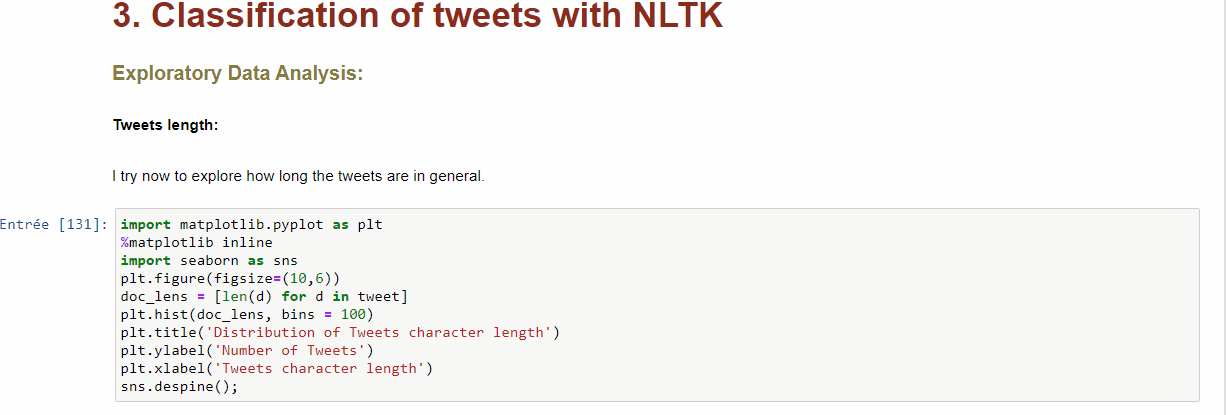 3. Classification of tweets with NLTK
Exploratory Data Analysis:
Tweets length:
I try now to explore how long the tweets are in general.
Entrée [131]: import matplotlib.pyplot as plt
%matplotlib inline
import seaborn as sns
plt.figure(figsize=(10,6))
doc_lens = [len(d) for d in tweet]
plt.hist(doc_lens, bins = 100)
plt.title('Distribution of Tweets character length')
plt.ylabel('Number of Tweets')
plt.xlabel('Tweets character length')
sns.despine();